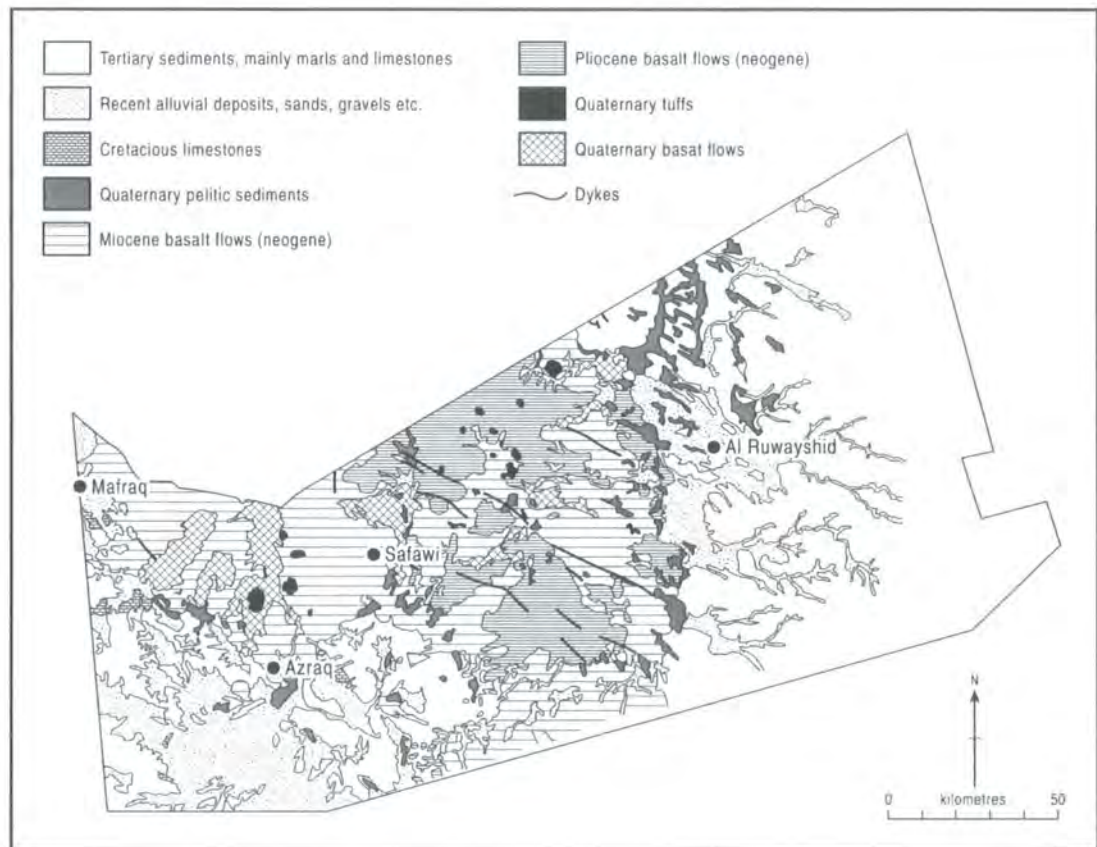 Tertiary sediments, mainly marls and limestones
Recent alluvial deposits, sands, gravels etc.
Cretacious limestones
Quaternary pelitic sediments
Miocene basalt flows (neogene)
Pliocene basalt flows (neogene)
Quaternary tuffs
Quaternary basat flows
Dykes
Al Ruwayshid
Mafraq
Safawi
Azraq
N
0 kilometres 50